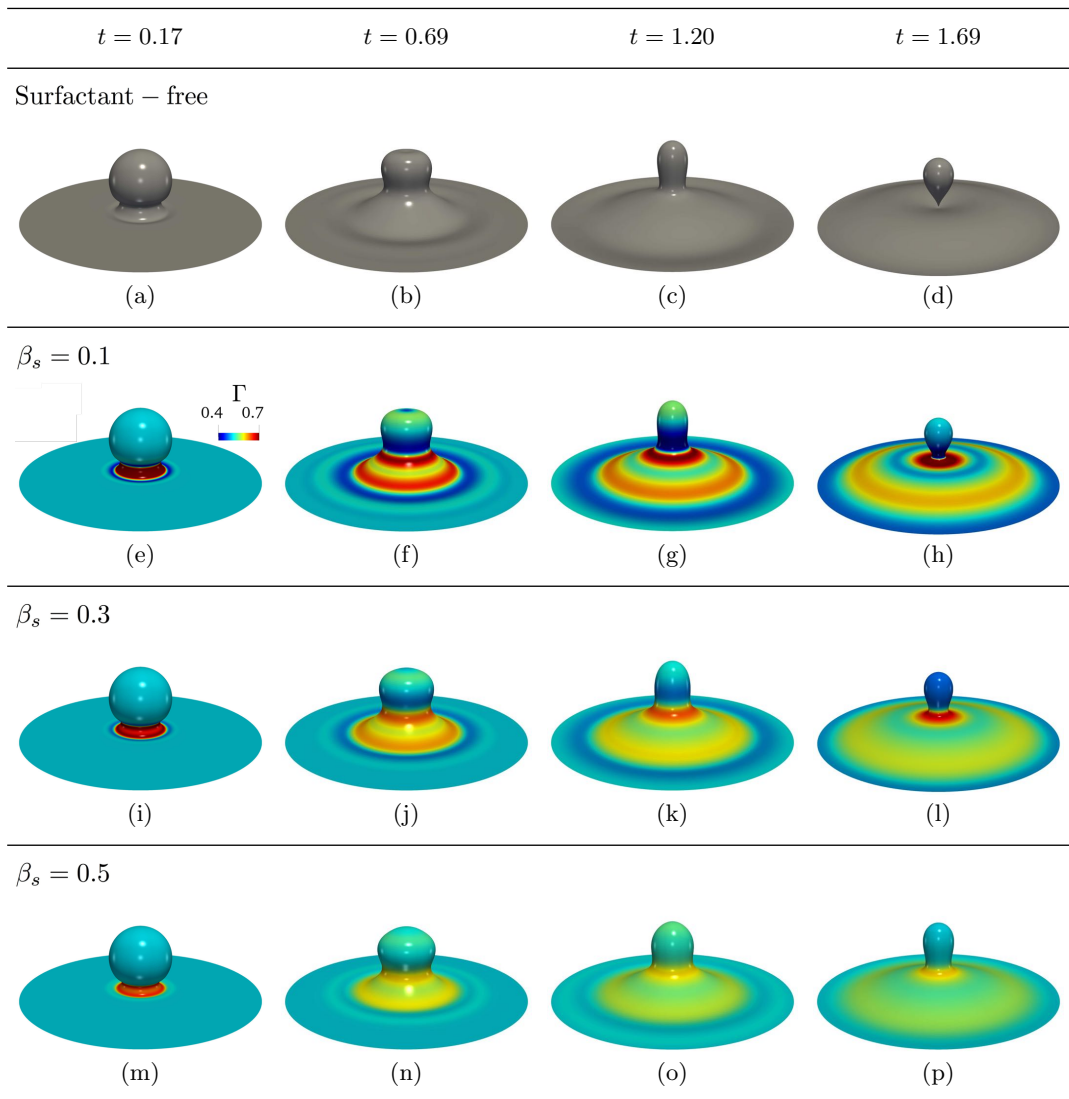 t = 0.17 t = 0.69 t = 1.20 t = 1.69
Surfactant − free
(a) (b) (c) (d)
β_s = 0.1
Γ
0.4 0.7
(e) (f) (g) (h)
β_s = 0.3
(i) (j) (k) (l)
β_s = 0.5
(m) (n) (o) (p)